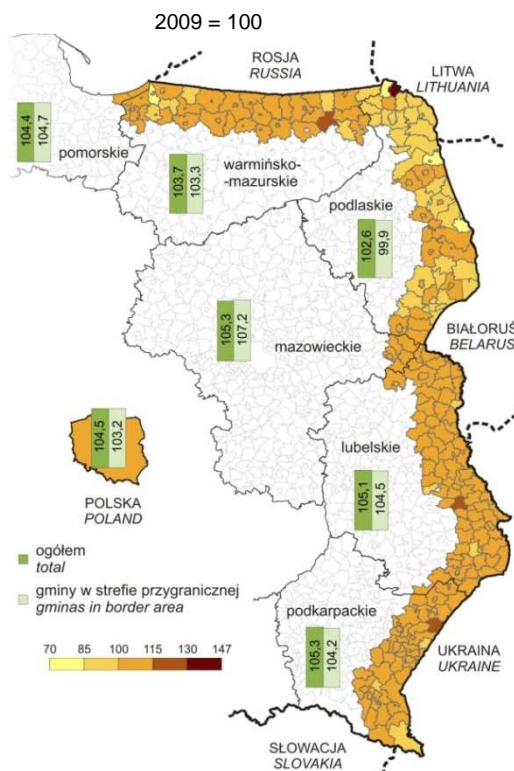 2009 = 100
ROSJA
RUSSIA
LITWA
LITHUANIA
104,4
104,7
pomorskie
warmińsko-
-mazurskie
103,7
103,3
podlaskie
102,6
99,9
105,3
107,2
mazowieckie
BIAŁORUŚ
BELARUS
104,5
103,2
POLSKA
POLAND
lubelskie
105,1
104,5
ogółem
total
gminy w strefie przygranicznej
gminas in border area
podkarpackie
105,3
104,2
UKRAINA
UKRAINE
70 85 100 115 130 147
SŁOWACJA
SLOVAKIA